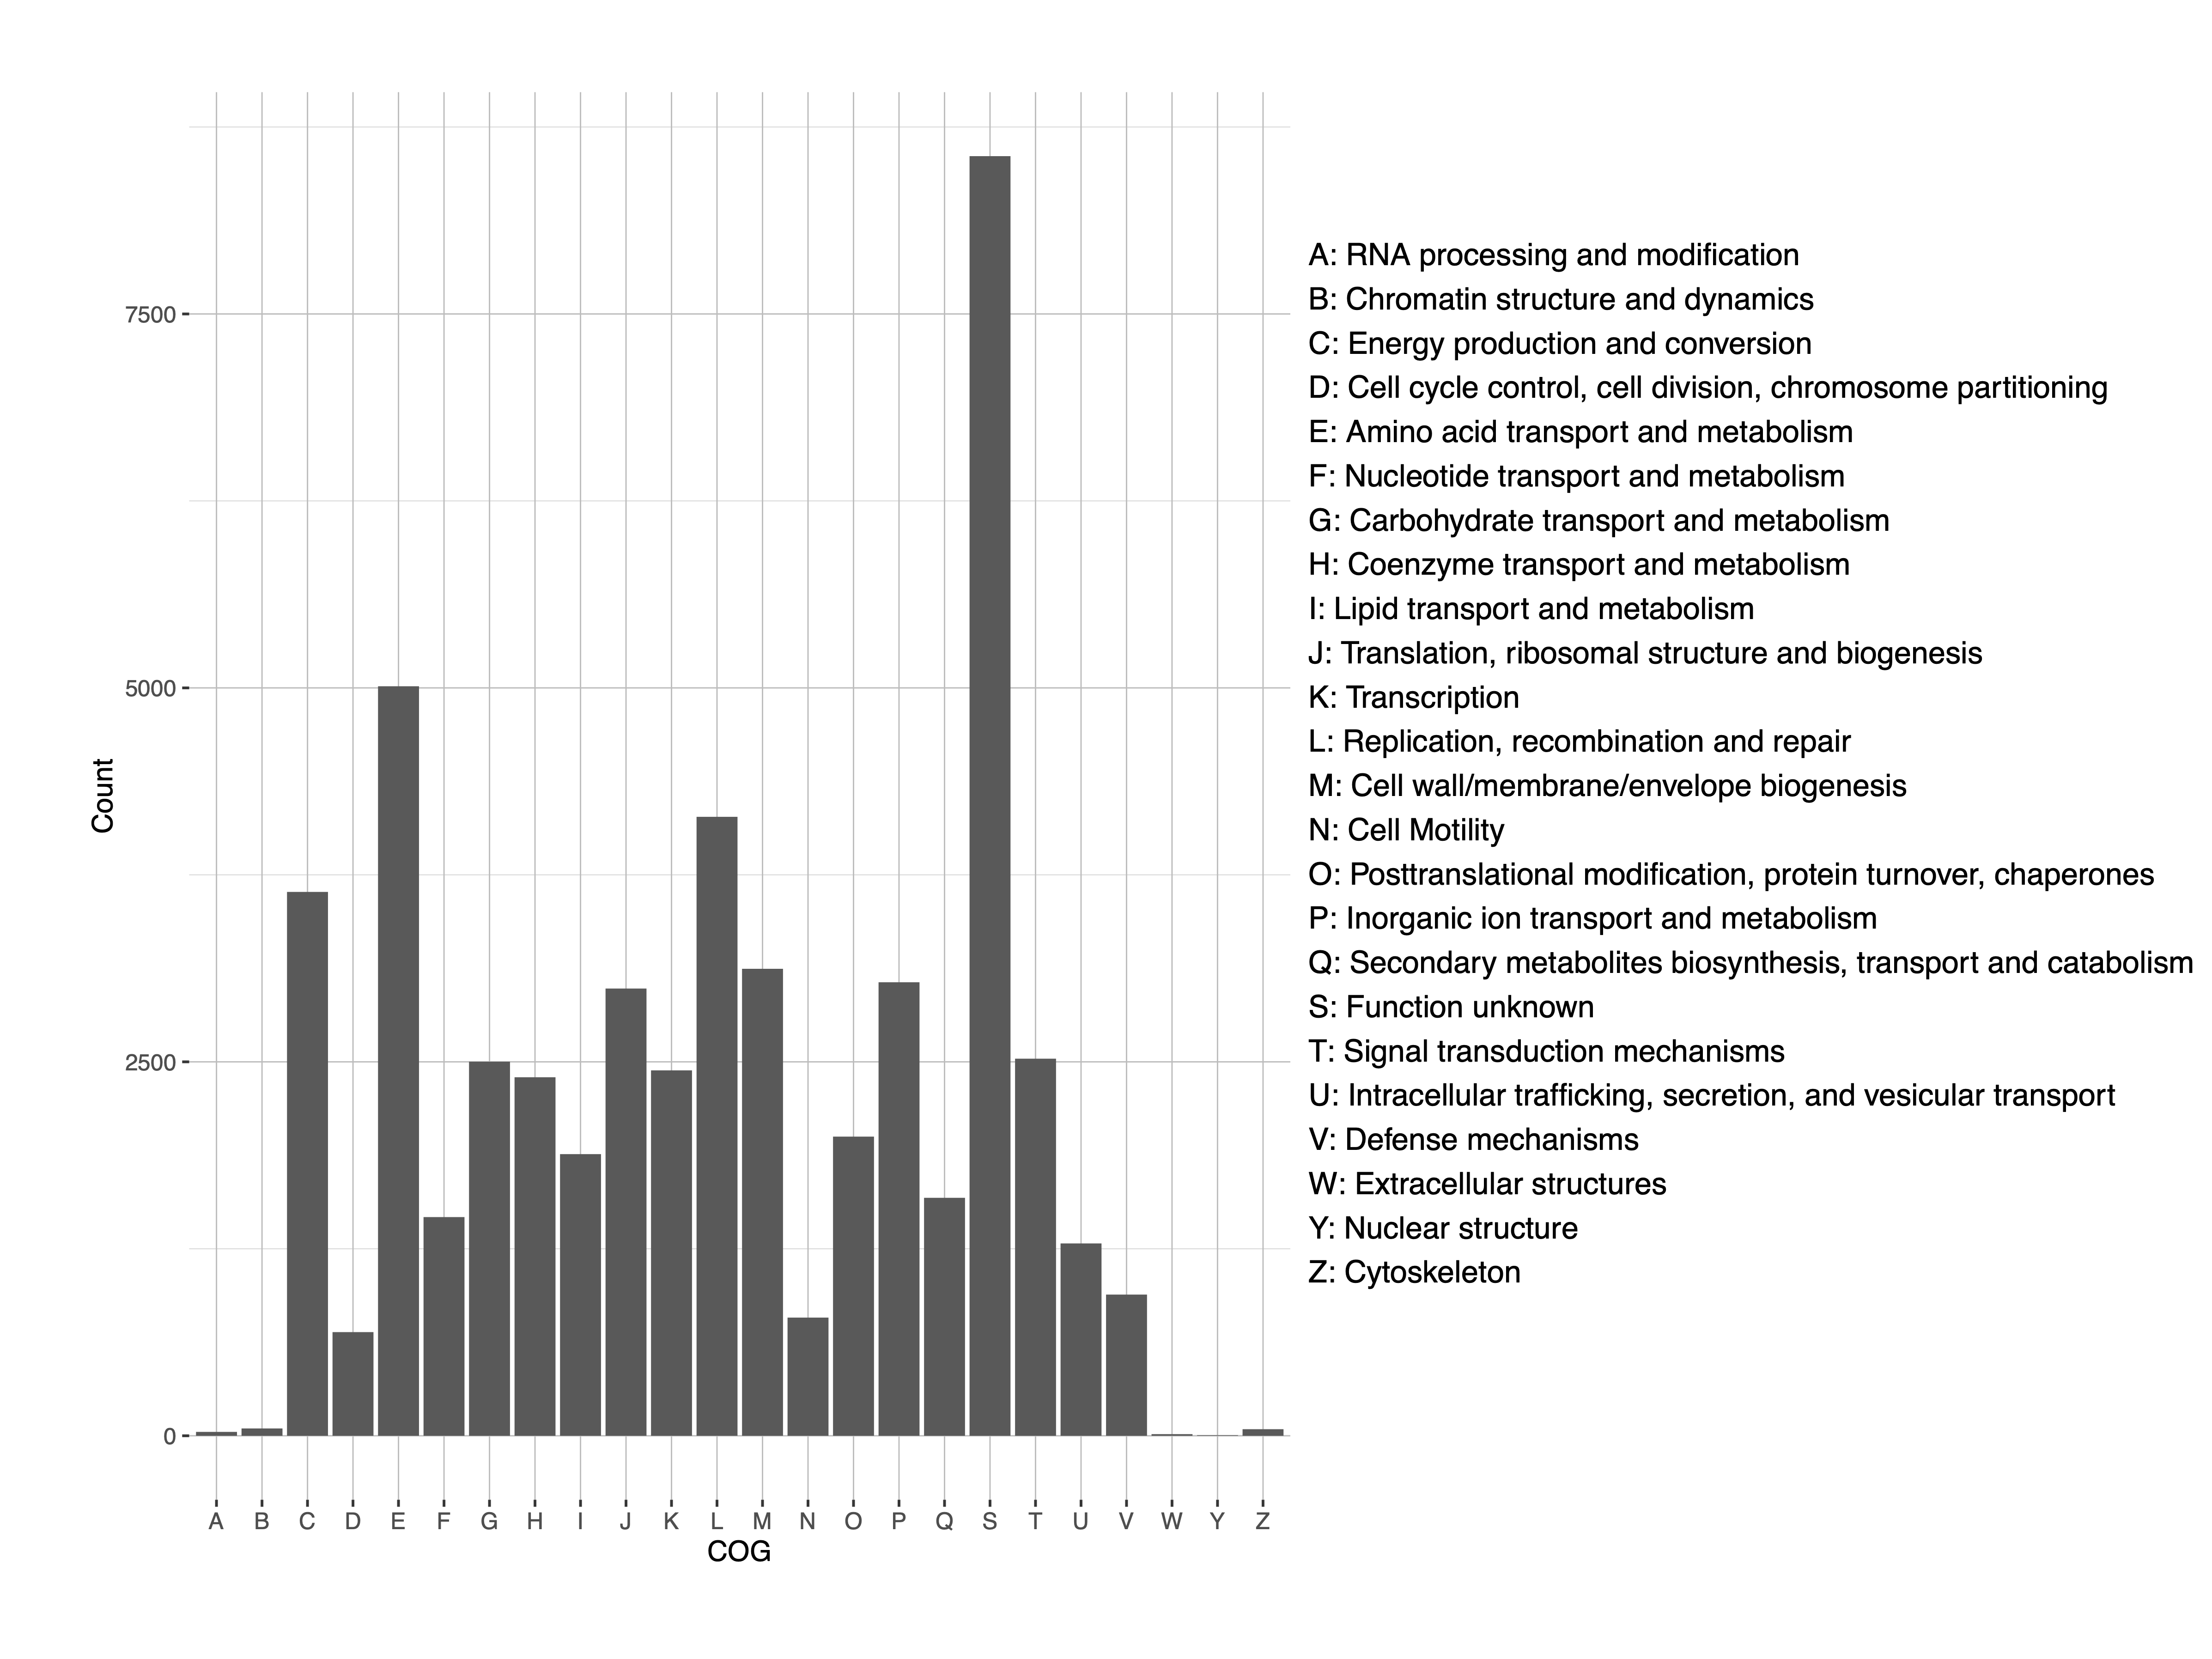 7500
5000
2500
0
Count
A B C D E F G H I J K L M N O P Q S T U V W Y Z
COG
A: RNA processing and modification
B: Chromatin structure and dynamics
C: Energy production and conversion
D: Cell cycle control, cell division, chromosome partitioning
E: Amino acid transport and metabolism
F: Nucleotide transport and metabolism
G: Carbohydrate transport and metabolism
H: Coenzyme transport and metabolism
I: Lipid transport and metabolism
J: Translation, ribosomal structure and biogenesis
K: Transcription
L: Replication, recombination and repair
M: Cell wall/membrane/envelope biogenesis
N: Cell Motility
O: Posttranslational modification, protein turnover, chaperones
P: Inorganic ion transport and metabolism
Q: Secondary metabolites biosynthesis, transport and catabolism
S: Function unknown
T: Signal transduction mechanisms
U: Intracellular trafficking, secretion, and vesicular transport
V: Defense mechanisms
W: Extracellular structures
Y: Nuclear structure
Z: Cytoskeleton